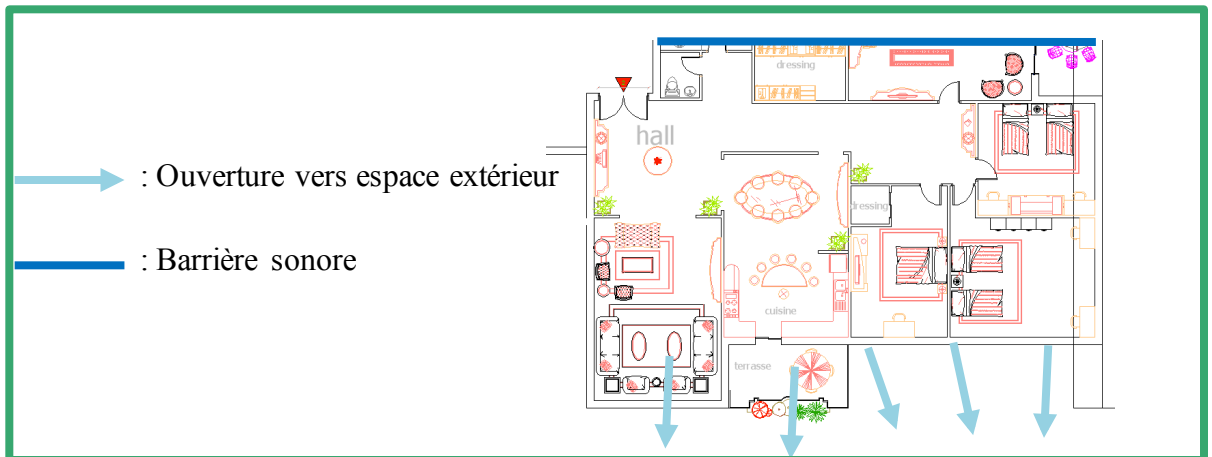 dressing
hall
: Ouverture vers espace extérieur
dressing
: Barrière sonore
cuisine
terrasse